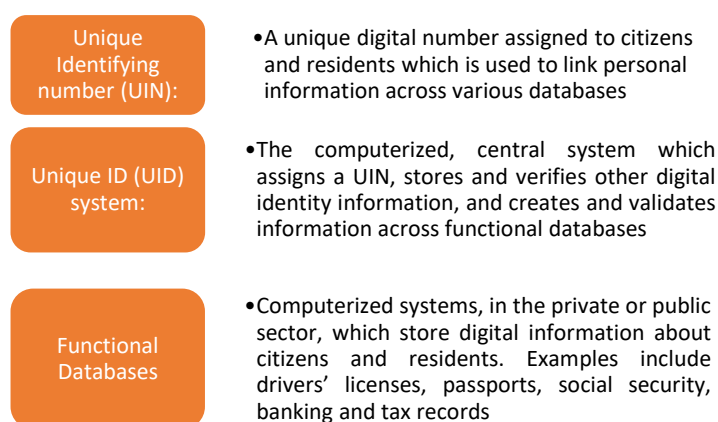 Unique
Identifying
number (UIN):
•A unique digital number assigned to citizens
and residents which is used to link personal
information across various databases
Unique ID (UID)
system:
•The computerized, central system which
assigns a UIN, stores and verifies other digital
identity information, and creates and validates
information across functional databases
Functional
Databases
•Computerized systems, in the private or public
sector, which store digital information about
citizens and residents. Examples include
drivers’ licenses, passports, social security,
banking and tax records